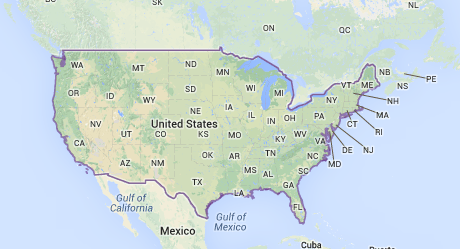 NL
SK
ON
QC
WA
MT
ND
MN
VT
ME
NB
PE
NS
OR
ID
WY
SD
WI
MI
NY
NH
MA
RI
CT
NJ
DE
MD
NV
UT
CO
NE
IA
IL
IN
OH
PA
United States
KS
MO
KY
WV
VA
CA
AZ
NM
OK
AR
TN
NC
SC
TX
LA
MS
AL
GA
FL
Gulf of
California
Gulf of
Mexico
Mexico
Cuba